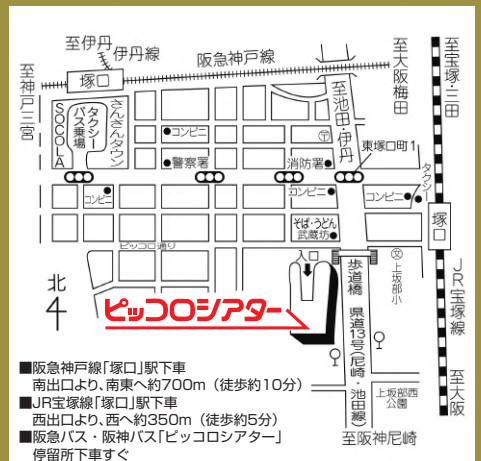 至伊丹
伊丹線
阪急神戸線
至大阪梅田
至宝塚・三田
至神戸三宮
塚口
SOCOLA
タクシー
バス乗場
さんさんタウン
コンビニ
警察署
消防署
至池田・伊丹
東塚口町1
タクシー
コンビニ
コンビニ
コンビニ
塚口
そば・うどん
武蔵坊
ピッコロ通り
入口
文
上坂部小
歩道橋
県道13号(尼崎・池田線)
JR宝塚線
北
ピッコロシアター
上坂部西
公園
至大阪
至阪神尼崎
■阪急神戸線「塚口」駅下車
南出口より、南東へ約700m（徒歩約10分）
■JR宝塚線「塚口」駅下車
西出口より、西へ約350m（徒歩約5分）
■阪急バス・阪神バス「ピッコロシアター」
停留所下車すぐ